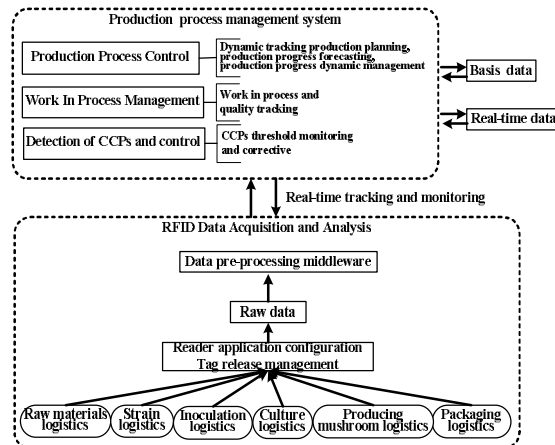 Production process management system
Production Process Control
Dynamic tracking production planning,
production progress forecasting,
production progress dynamic management
Basis data
Work In Process Management
Work in process and
quality tracking
Real-time data
Detection of CCPs and control
CCPs threshold monitoring
and corrective
Real-time tracking and monitoring
RFID Data Acquisition and Analysis
Data pre-processing middleware
Raw data
Reader application configuration
Tag release management
Raw materials
logistics
Strain
logistics
Inoculation
logistics
Culture
logistics
Producing
mushroom logistics
Packaging
logistics